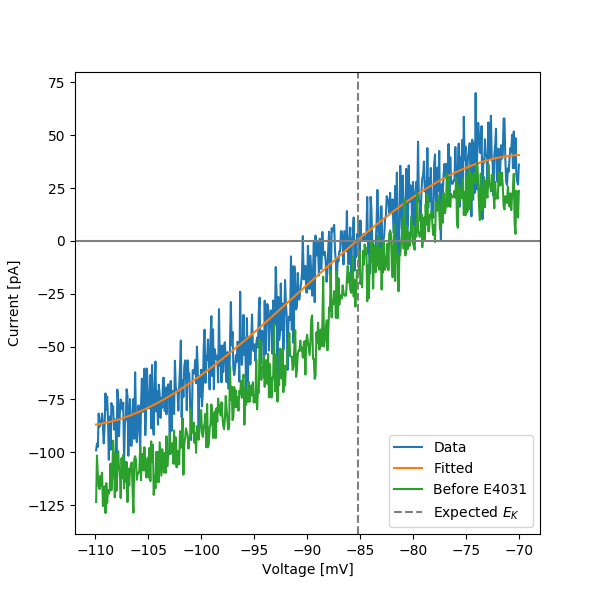 75
50
25
0
−25
−50
−75
−100
−125
Current [pA]
Data
Fitted
Before E4031
Expected E_K
−110 −105 −100 −95 −90 −85 −80 −75 −70
Voltage [mV]